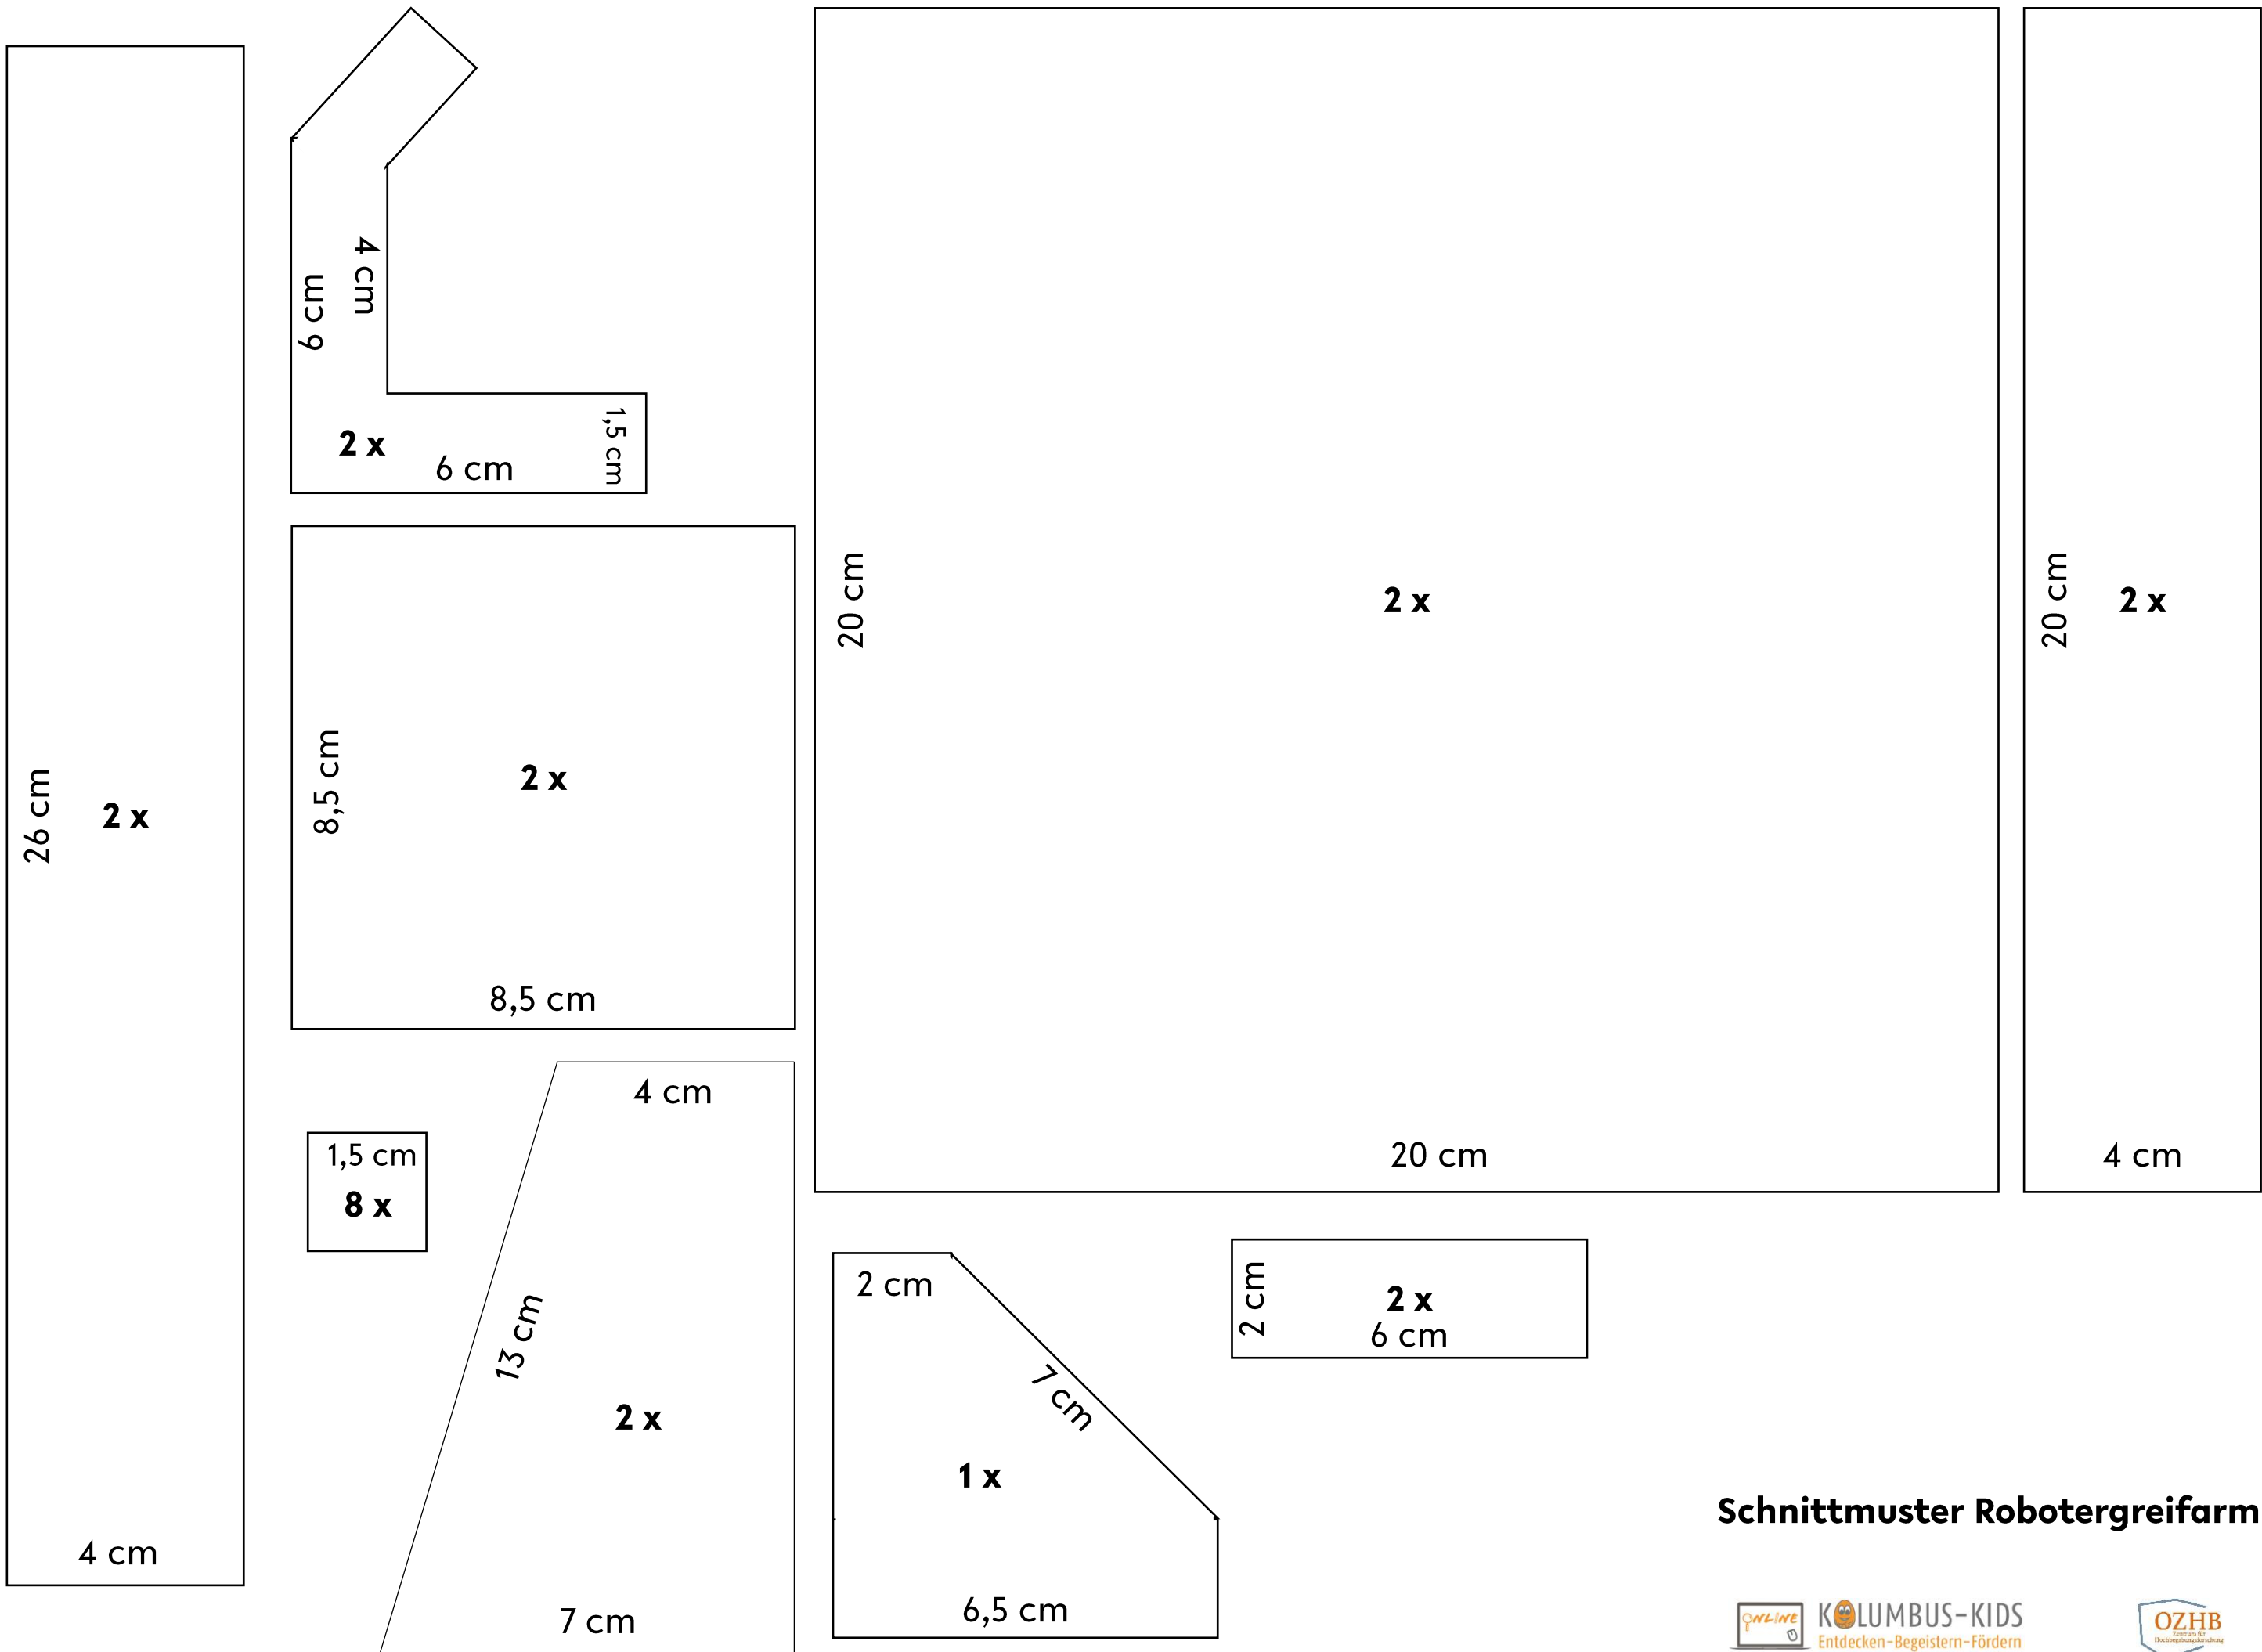 26 cm
2 x
4 cm
6 cm
4 cm
2 x
6 cm
1,5 cm
8,5 cm
2 x
8,5 cm
1,5 cm
8 x
4 cm
13 cm
2 x
7 cm
20 cm
2 x
20 cm
20 cm
2 x
4 cm
2 cm
7 cm
1 x
6,5 cm
2 cm
2 x
6 cm
Schnittmuster Robotergreifarm
ONLINE
KOLUMBUS-KIDS
Entdecken-Begeistern-Fördern
OZHB
Zentrum für
Hochbegabungsforschung